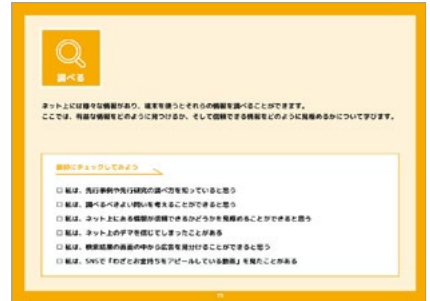 調べる
ネット上には様々な情報があり、端末を使うとそれらの情報を調べることができます。
ここでは、有益な情報をどのように見つけるか、そして信頼できる情報をどのように見極めるかについて学びます。
最初にチェックしてみよう
□ 私は、先行事例や先行研究の調べ方を知っていると思う
□ 私は、調べるべきよい問いを考えることができると思う
□ 私は、ネット上にある情報が信頼できるかどうかを見極めることができると思う
□ 私は、ネット上のデマを信じてしまったことがある
□ 私は、検索結果の画面の中から広告を見分けることができると思う
□ 私は、SNSで「わざとお金持ちをアピールしている動画」を見たことがある